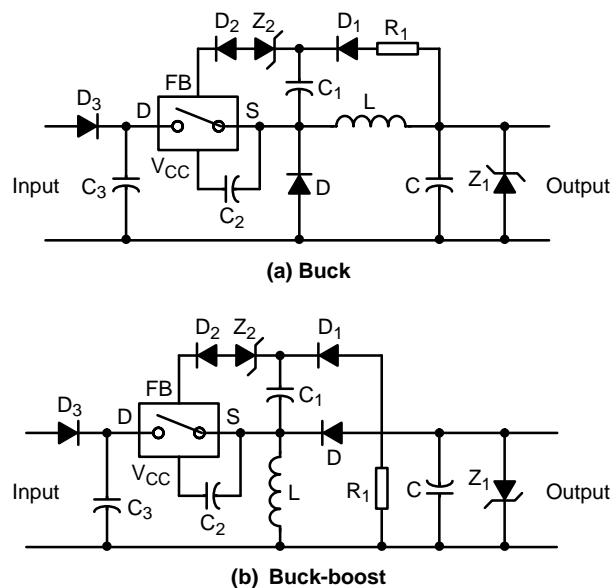 D2 Z2 D1 R1
FB C1 L
D3 D S
VCC
Input C3 C2 D C Z1 Output
(a) Buck
D2 Z2 D1
FB C1
D3 D S
VCC D
Input C3 C2 L R1 C Z1 Output
(b) Buck-boost